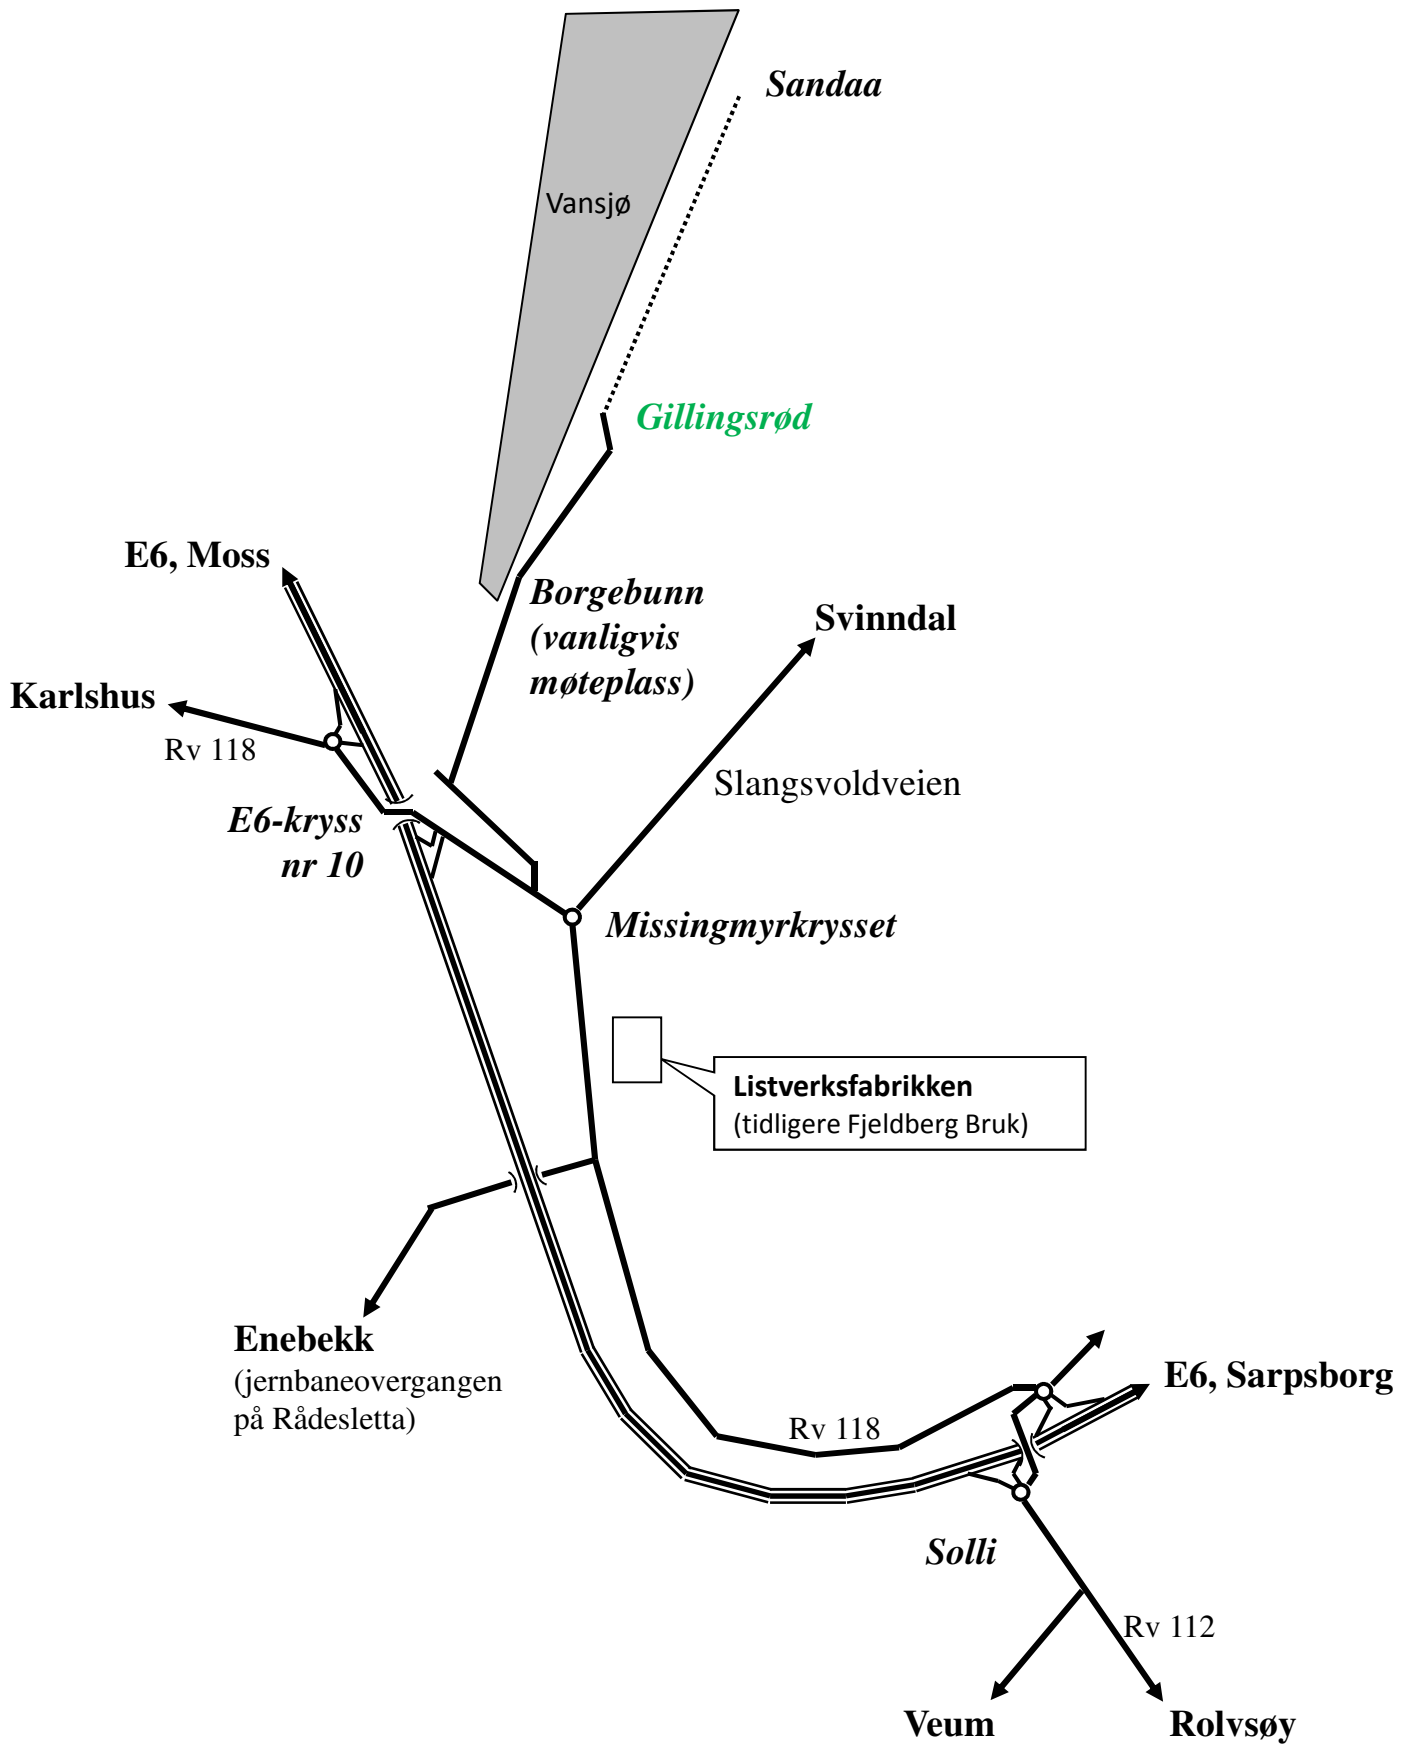 Sandaa
Vansjø
Gillingsrød
E6, Moss
Borgebunn
(vanligvis
møteplass)
Svinndal
Karlshus
Rv 118
Slangsvoldveien
E6-kryss
nr 10
Missingmyrkrysset
Listverksfabrikken
(tidligere Fjeldberg Bruk)
Enebekk
(jernbaneovergangen
på Rådesletta)
E6, Sarpsborg
Rv 118
Solli
Rv 112
Veum
Rolvsøy